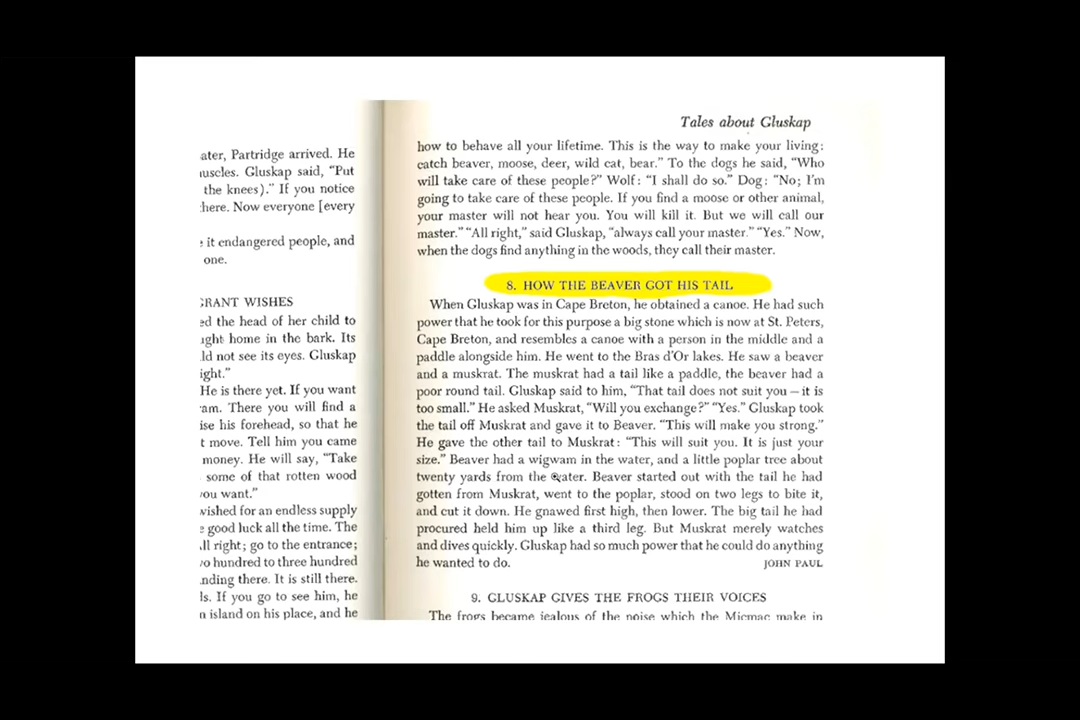 ater, Partridge arrived. He
uscles. Gluskap said, "Put
the knees)." If you notice
here. Now everyone [every
it endangered people, and
one.
RANT WISHES
ed the head of her child to
ght home in the bark. Its
ld not see its eyes. Gluskap
ight."
He is there yet. If you want
am. There you will find a
ise his forehead, so that he
t move. Tell him you came
money. He will say, "Take
some of that rotten wood
ou want."
vished for an endless supply
good luck all the time. The
ll right; go to the entrance;
o hundred to three hundred
nding there. It is still there.
ls. If you go to see him, he
n island on his place, and he
Tales about Gluskap
how to behave all your lifetime. This is the way to make your living:
catch beaver, moose, deer, wild cat, bear." To the dogs he said, "Who
will take care of these people?" Wolf: "I shall do so." Dog: "No; I'm
going to take care of these people. If you find a moose or other animal,
your master will not hear you. You will kill it. But we will call our
master." "All right," said Gluskap, "always call your master." "Yes." Now,
when the dogs find anything in the woods, they call their master.
8. HOW THE BEAVER GOT HIS TAIL
When Gluskap was in Cape Breton, he obtained a canoe. He had such
power that he took for this purpose a big stone which is now at St. Peters,
Cape Breton, and resembles a canoe with a person in the middle and a
paddle alongside him. He went to the Bras d'Or lakes. He saw a beaver
and a muskrat. The muskrat had a tail like a paddle, the beaver had a
poor round tail. Gluskap said to him, "That tail does not suit you – it is
too small." He asked Muskrat, "Will you exchange?" "Yes." Gluskap took
the tail off Muskrat and gave it to Beaver. "This will make you strong."
He gave the other tail to Muskrat: "This will suit you. It is just your
size." Beaver had a wigwam in the water, and a little poplar tree about
twenty yards from the water. Beaver started out with the tail he had
gotten from Muskrat, went to the poplar, stood on two legs to bite it,
and cut it down. He gnawed first high, then lower. The big tail he had
procured held him up like a third leg. But Muskrat merely watches
and dives quickly. Gluskap had so much power that he could do anything
he wanted to do. JOHN PAUL
9. GLUSKAP GIVES THE FROGS THEIR VOICES
The frogs became jealous of the noise which the Micmac make in